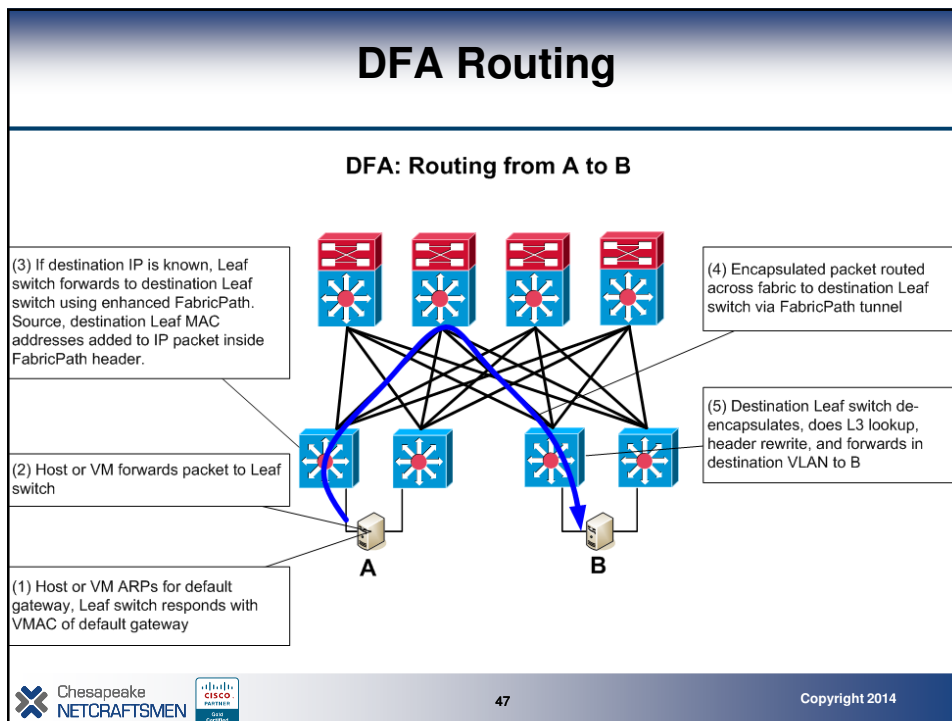 DFA Routing
DFA: Routing from A to B
(3) If destination IP is known, Leaf
switch forwards to destination Leaf
switch using enhanced FabricPath.
Source, destination Leaf MAC
addresses added to IP packet inside
FabricPath header.
(4) Encapsulated packet routed
across fabric to destination Leaf
switch via FabricPath tunnel
(5) Destination Leaf switch de-
encapsulates, does L3 lookup,
header rewrite, and forwards in
destination VLAN to B
(2) Host or VM forwards packet to Leaf
switch
(1) Host or VM ARPs for default
gateway, Leaf switch responds with
VMAC of default gateway
A
B
Chesapeake
NETCRAFTSMEN
CISCO
PARTNER
Gold
Certified
47
Copyright 2014